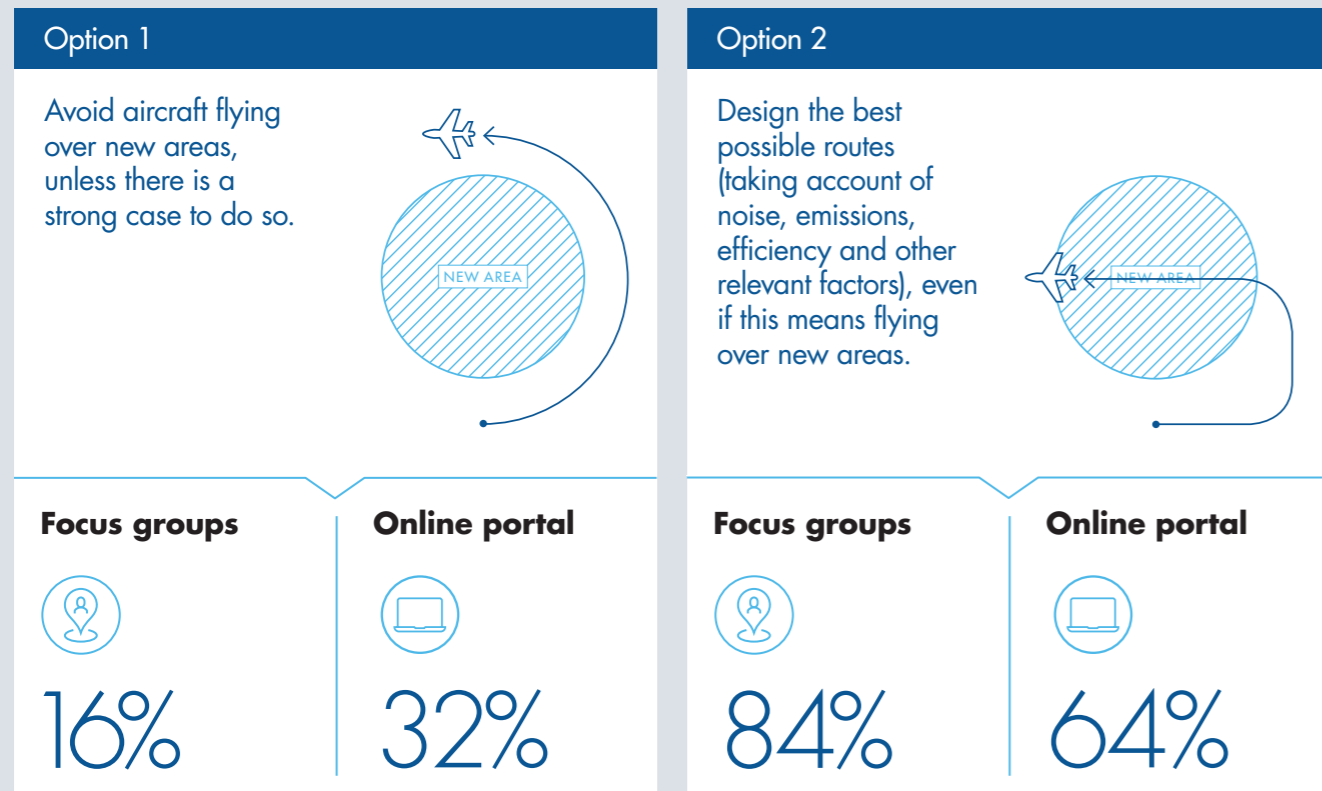 Option 1
Avoid aircraft flying
over new areas,
unless there is a
strong case to do so.
NEW AREA
Focus groups
Online portal
16%
32%
Option 2
Design the best
possible routes
(taking account of
noise, emissions,
efficiency and other
relevant factors), even
if this means flying
over new areas.
NEW AREA
Focus groups
Online portal
84%
64%